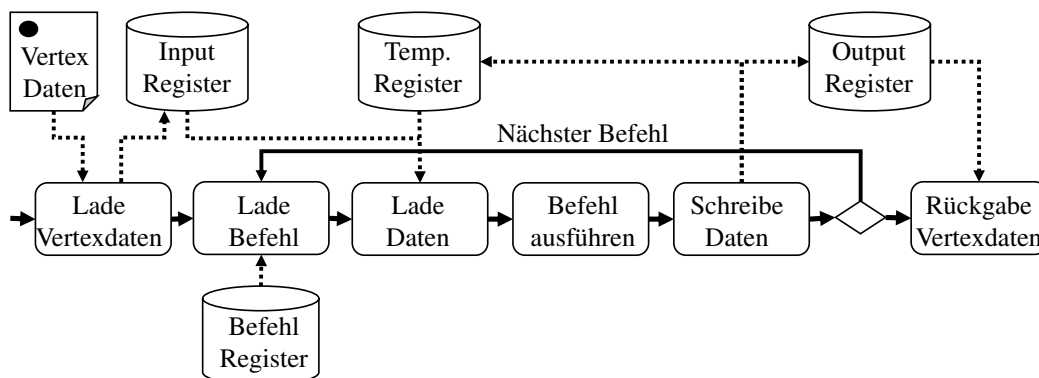 Vertex
Daten
Input
Register
Temp.
Register
Output
Register
Nächster Befehl
Lade
Vertexdaten
Lade
Befehl
Lade
Daten
Befehl
ausführen
Schreibe
Daten
Rückgabe
Vertexdaten
Befehl
Register